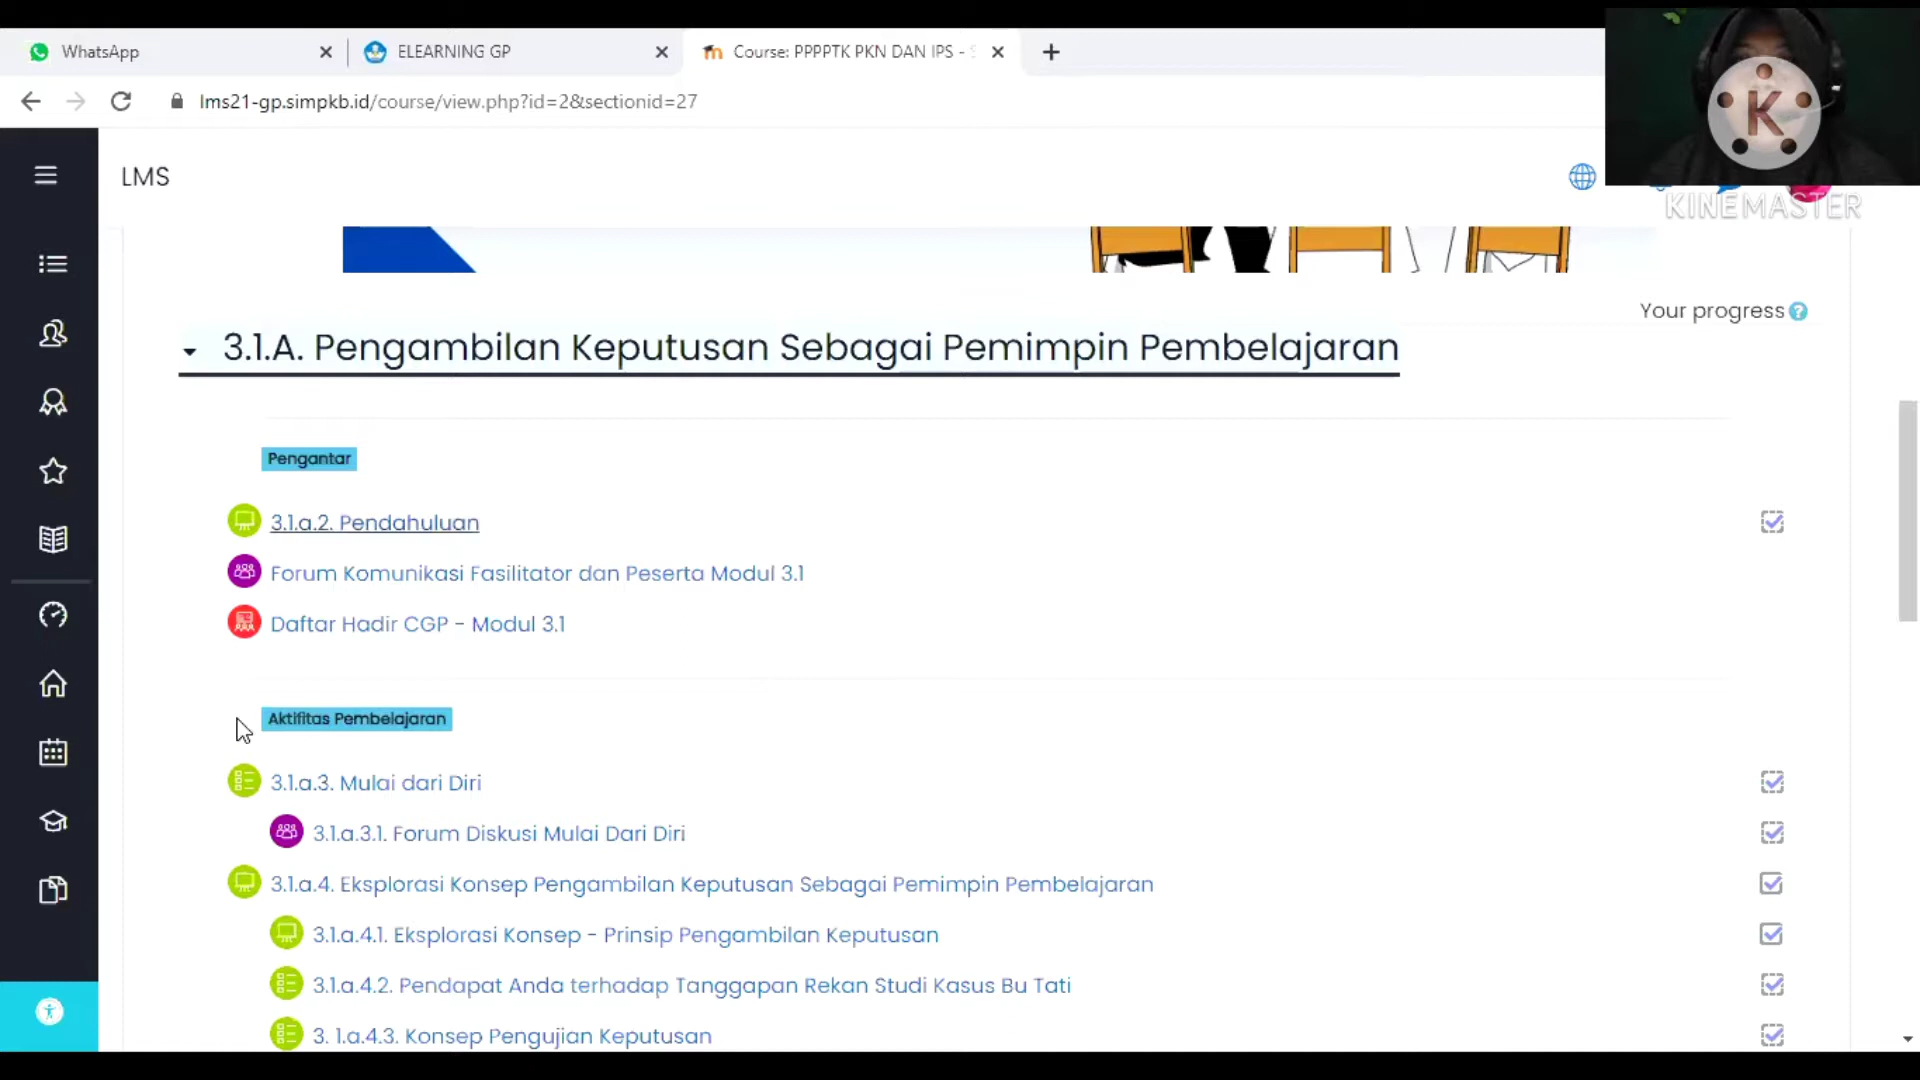 WhatsApp
ELEARNING GP
Course: PPPPTK PKN DAN IPS -
lms21-gp.simpkb.id/course/view.php?id=2&sectionid=27
K
KINEMASTER
LMS
Your progress
3.1.A. Pengambilan Keputusan Sebagai Pemimpin Pembelajaran
Pengantar
3.1.a.2. Pendahuluan
Forum Komunikasi Fasilitator dan Peserta Modul 3.1
Daftar Hadir CGP - Modul 3.1
Aktifitas Pembelajaran
3.1.a.3. Mulai dari Diri
3.1.a.3.1. Forum Diskusi Mulai Dari Diri
3.1.a.4. Eksplorasi Konsep Pengambilan Keputusan Sebagai Pemimpin Pembelajaran
3.1.a.4.1. Eksplorasi Konsep - Prinsip Pengambilan Keputusan
3.1.a.4.2. Pendapat Anda terhadap Tanggapan Rekan Studi Kasus Bu Tati
3. 1.a.4.3. Konsep Pengujian Keputusan